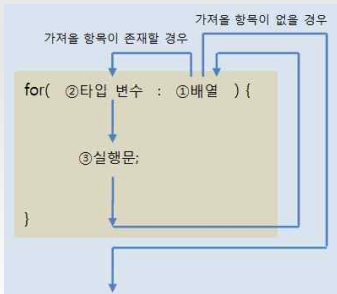 가져올 항목이 없을 경우
가져올 항목이 존재할 경우
for( ②타입 변수 : ①배열 ) {
③실행문;
}